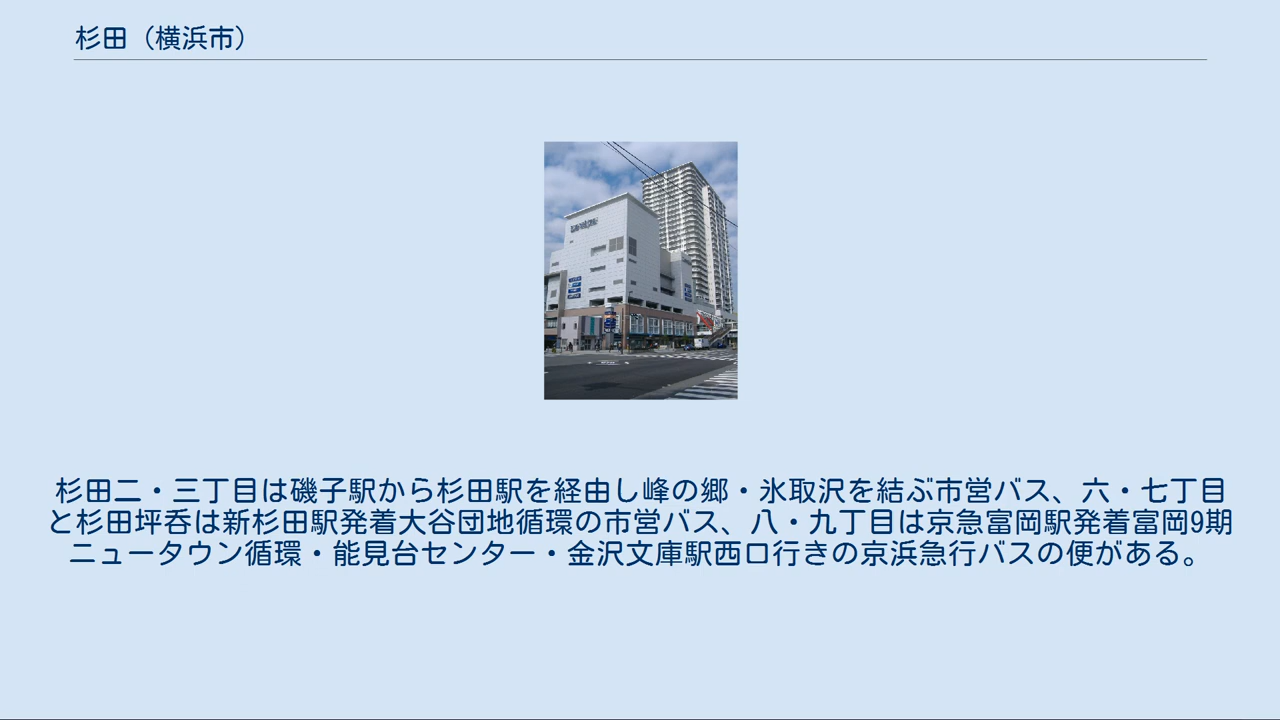 杉田（横浜市）
杉田二・三丁目は磯子駅から杉田駅を経由し峰の郷・氷取沢を結ぶ市営バス、六・七丁目
と杉田坪呑は新杉田駅発着大谷団地循環の市営バス、八・九丁目は京急富岡駅発着富岡9期
ニュータウン循環・能見台センター・金沢文庫駅西口行きの京浜急行バスの便がある。